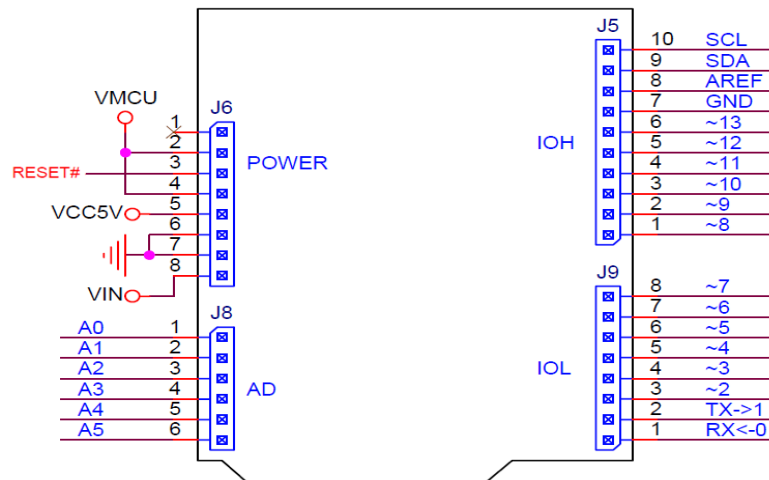 J5
10 SCL
9 SDA
8 AREF
7 GND
6 ~13
5 ~12
4 ~11
3 ~10
2 ~9
1 ~8
IOH
VMCU
J6
1
2
RESET# 3
4
VCC5V 5
6
7
VIN 8
POWER
J8
A0 1
A1 2
A2 3
A3 4
A4 5
A5 6
AD
J9
8 ~7
7 ~6
6 ~5
5 ~4
4 ~3
3 ~2
2 TX->1
1 RX<-0
IOL